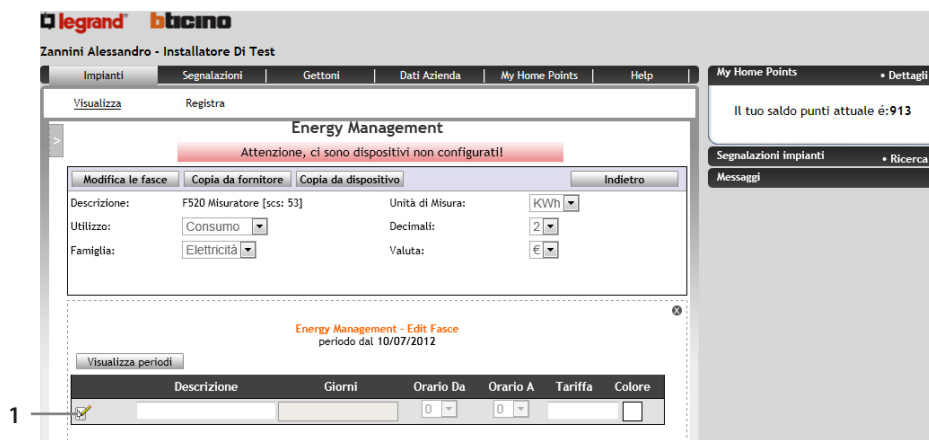 legrand bticino
Zannini Alessandro - Installatore Di Test
Impianti | Segnalazioni | Gettoni | Dati Azienda | My Home Points | Help |
Visualizza Registra
My Home Points • Dettagli
Il tuo saldo punti attuale é:913
Segnalazioni impianti • Ricerca
Messaggi
>
Energy Management
Attenzione, ci sono dispositivi non configurati!
Modifica le fasce Copia da fornitore Copia da dispositivo Indietro
Descrizione: F520 Misuratore [scs: 53] Unità di Misura: KWh
Utilizzo: Consumo Decimali: 2
Famiglia: Elettricità Valuta: €
Energy Management - Edit Fasce
periodo dal 10/07/2012
Visualizza periodi
Descrizione Giorni Orario Da Orario A Tariffa Colore
1 0 0